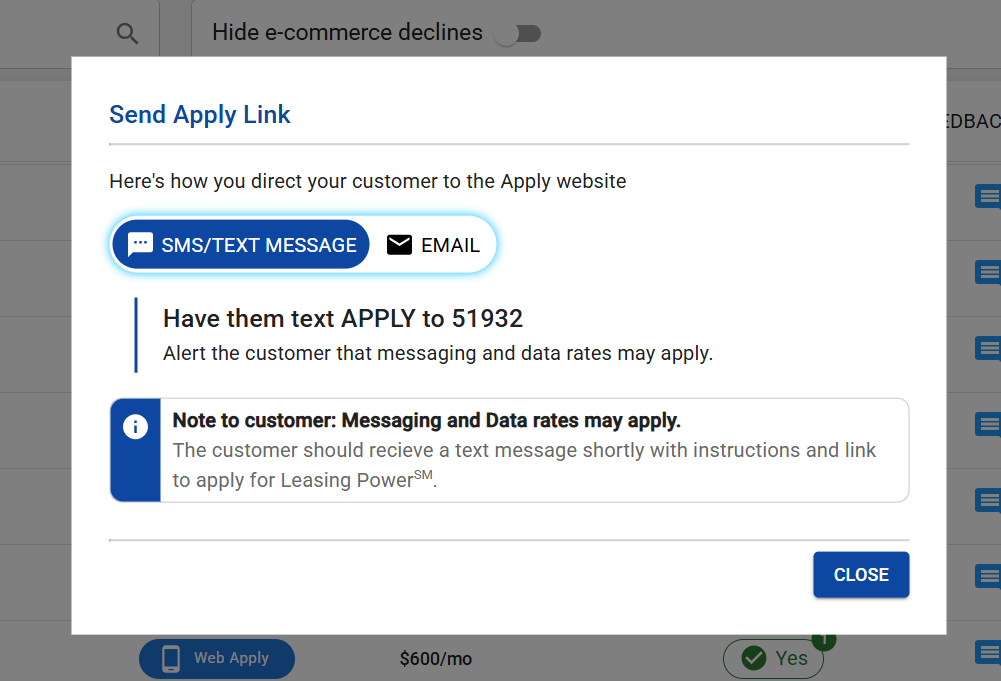 Hide e-commerce declines
EDBAC
Send Apply Link
Here's how you direct your customer to the Apply website
SMS/TEXT MESSAGE EMAIL
Have them text APPLY to 51932
Alert the customer that messaging and data rates may apply.
Note to customer: Messaging and Data rates may apply.
The customer should recieve a text message shortly with instructions and link
to apply for Leasing Power℠.
CLOSE
Web Apply $600/mo Yes